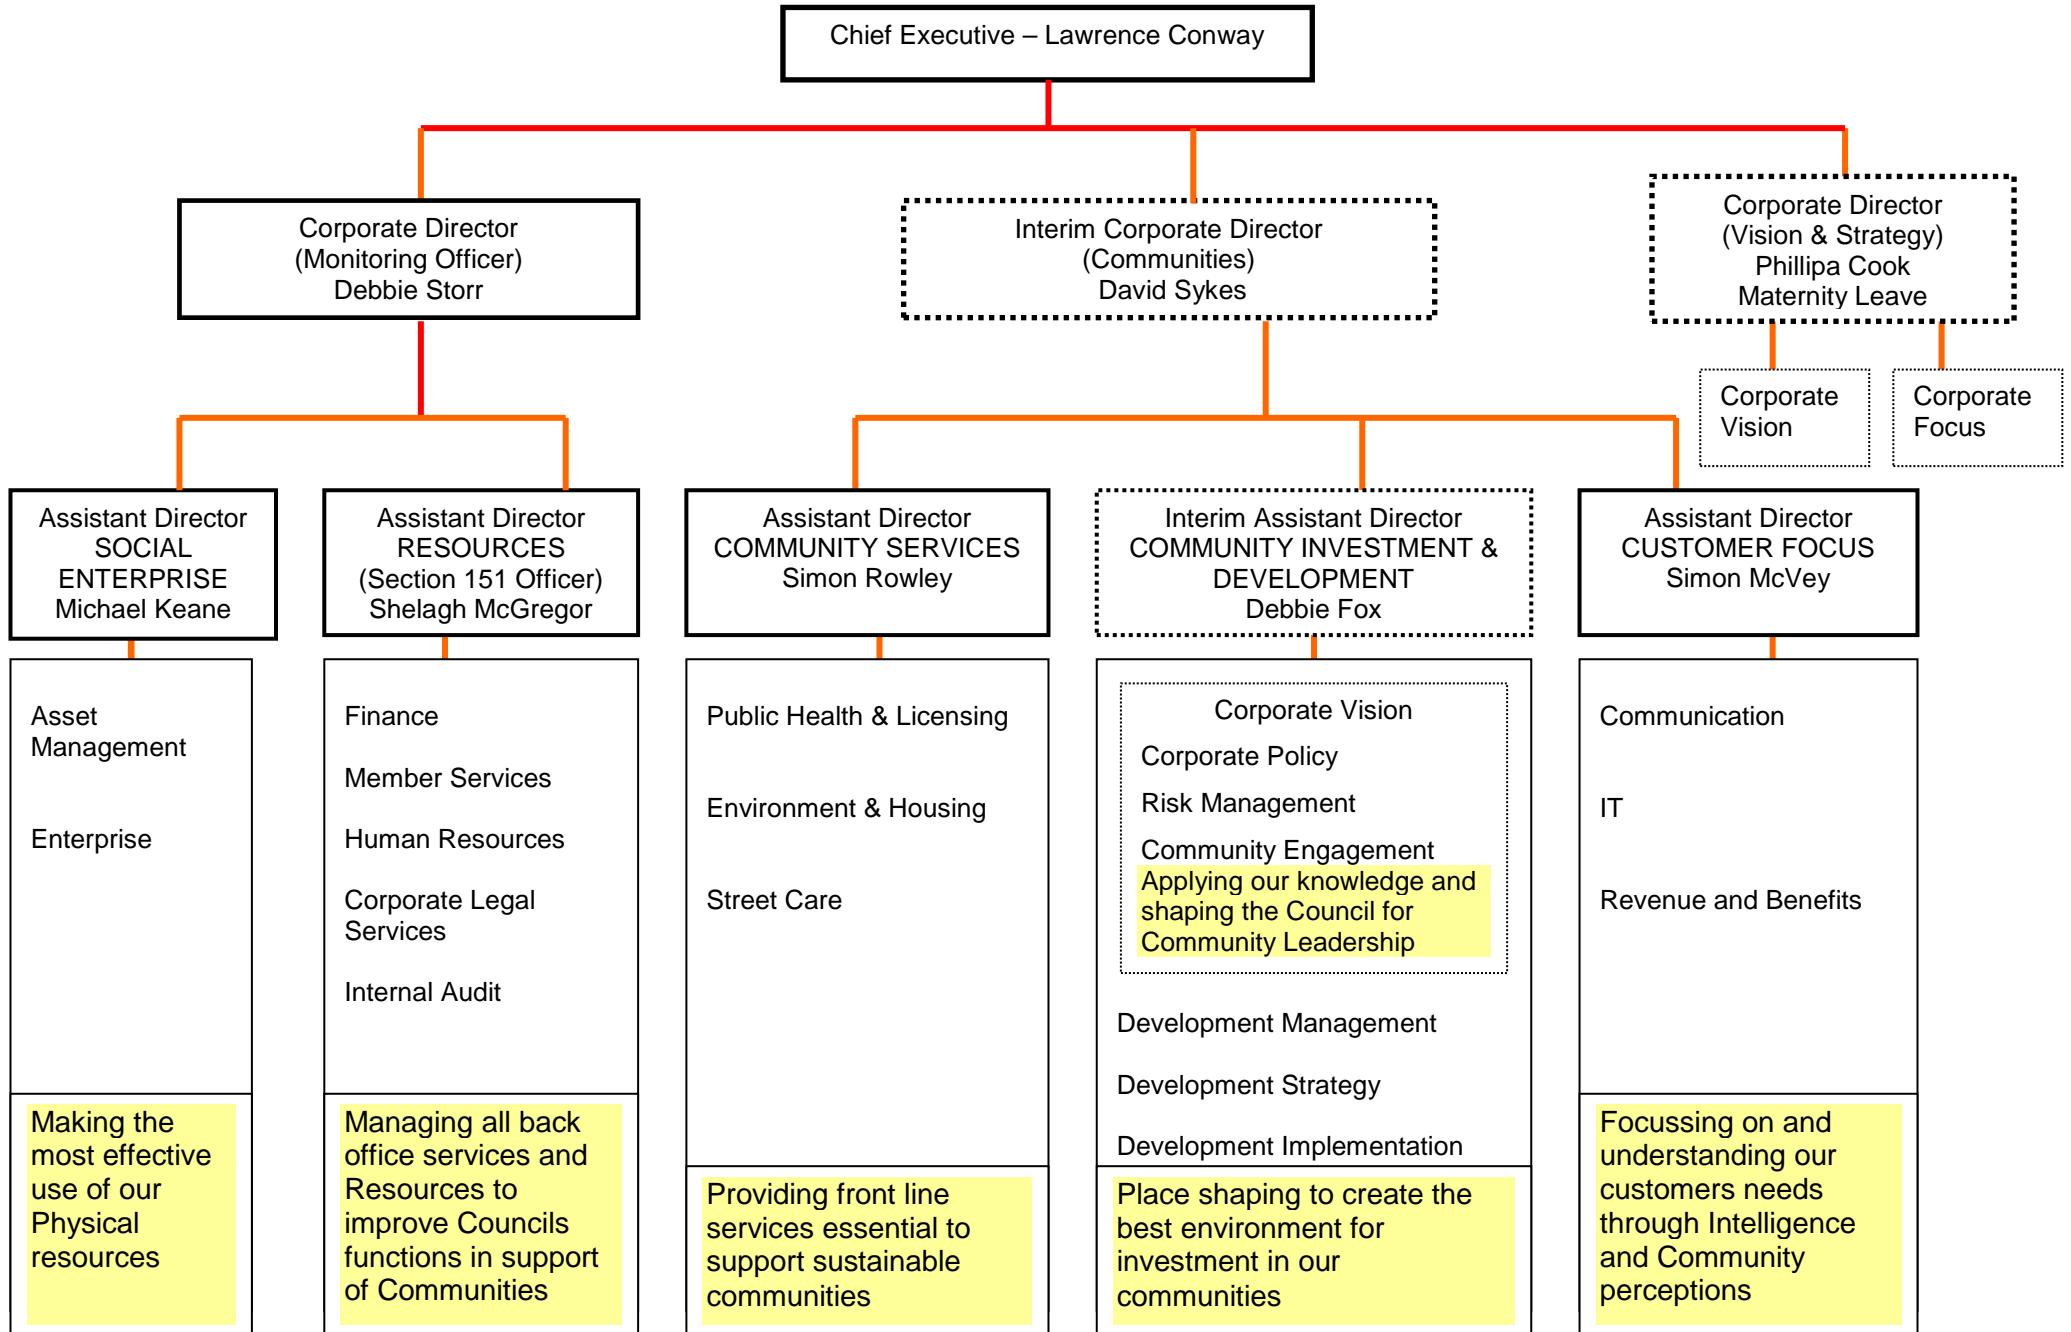 Chief Executive – Lawrence Conway
Corporate Director
(Monitoring Officer)
Debbie Storr
Interim Corporate Director
(Communities)
David Sykes
Corporate Director
(Vision & Strategy)
Phillipa Cook
Maternity Leave
Corporate
Vision
Corporate
Focus
Assistant Director
SOCIAL
ENTERPRISE
Michael Keane
Assistant Director
RESOURCES
(Section 151 Officer)
Shelagh McGregor
Assistant Director
COMMUNITY SERVICES
Simon Rowley
Interim Assistant Director
COMMUNITY INVESTMENT &
DEVELOPMENT
Debbie Fox
Assistant Director
CUSTOMER FOCUS
Simon McVey
Asset
Management
Enterprise
Making the
most effective
use of our
Physical
resources
Finance
Member Services
Human Resources
Corporate Legal
Services
Internal Audit
Managing all back
office services and
Resources to
improve Councils
functions in support
of Communities
Public Health & Licensing
Environment & Housing
Street Care
Providing front line
services essential to
support sustainable
communities
Corporate Vision
Corporate Policy
Risk Management
Community Engagement
Applying our knowledge and
shaping the Council for
Community Leadership
Development Management
Development Strategy
Development Implementation
Place shaping to create the
best environment for
investment in our
communities
Communication
IT
Revenue and Benefits
Focussing on and
understanding our
customers needs
through Intelligence
and Community
perceptions